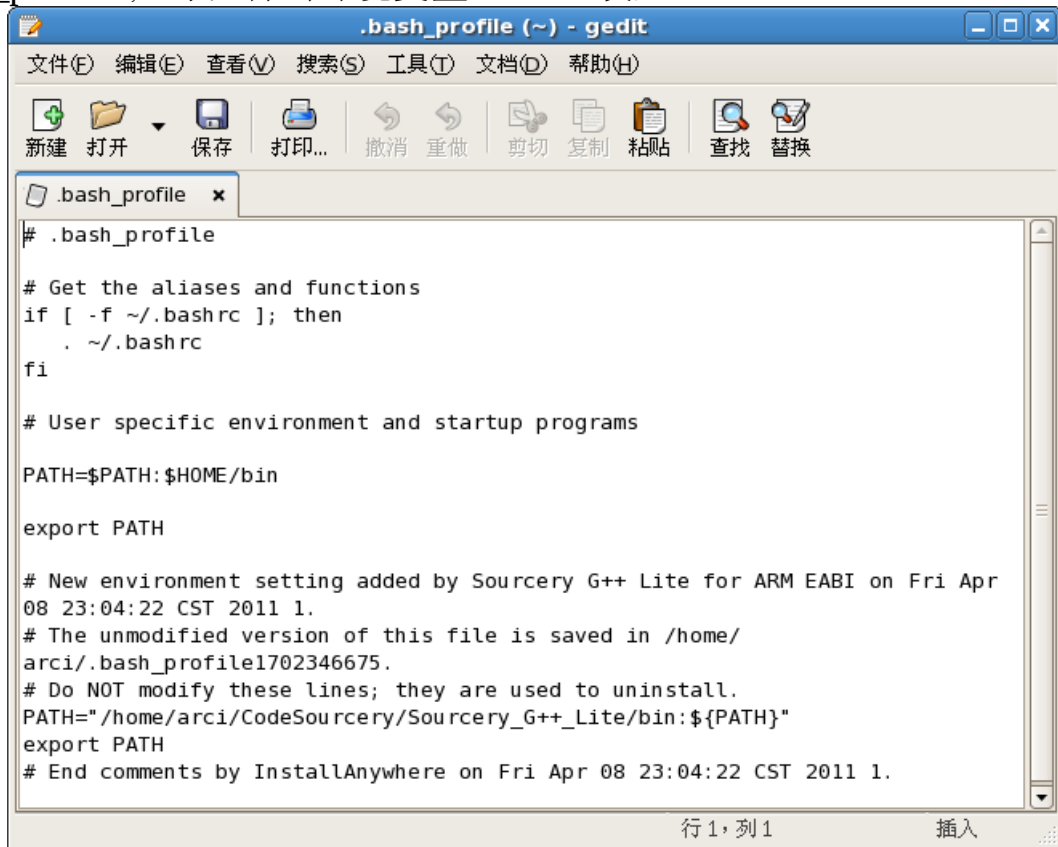 .bash_profile (~) - gedit
文件(F) 编辑(E) 查看(V) 搜索(S) 工具(T) 文档(D) 帮助(H)
新建 打开 保存 打印... 撤消 重做 剪切 复制 粘贴 查找 替换
.bash_profile
# .bash_profile
# Get the aliases and functions
if [ -f ~/.bashrc ]; then
. ~/.bashrc
fi
# User specific environment and startup programs
PATH=$PATH:$HOME/bin
export PATH
# New environment setting added by Sourcery G++ Lite for ARM EABI on Fri Apr
08 23:04:22 CST 2011 1.
# The unmodified version of this file is saved in /home/
arci/.bash_profile1702346675.
# Do NOT modify these lines; they are used to uninstall.
PATH="/home/arci/CodeSourcery/Sourcery_G++_Lite/bin:${PATH}"
export PATH
# End comments by InstallAnywhere on Fri Apr 08 23:04:22 CST 2011 1.
行 1，列 1 插入